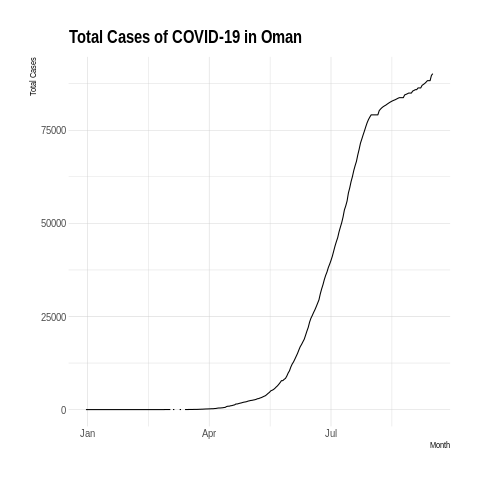 Total Cases of COVID-19 in Oman
Total Cases
75000
50000
25000
0
Jan Apr Jul
Month